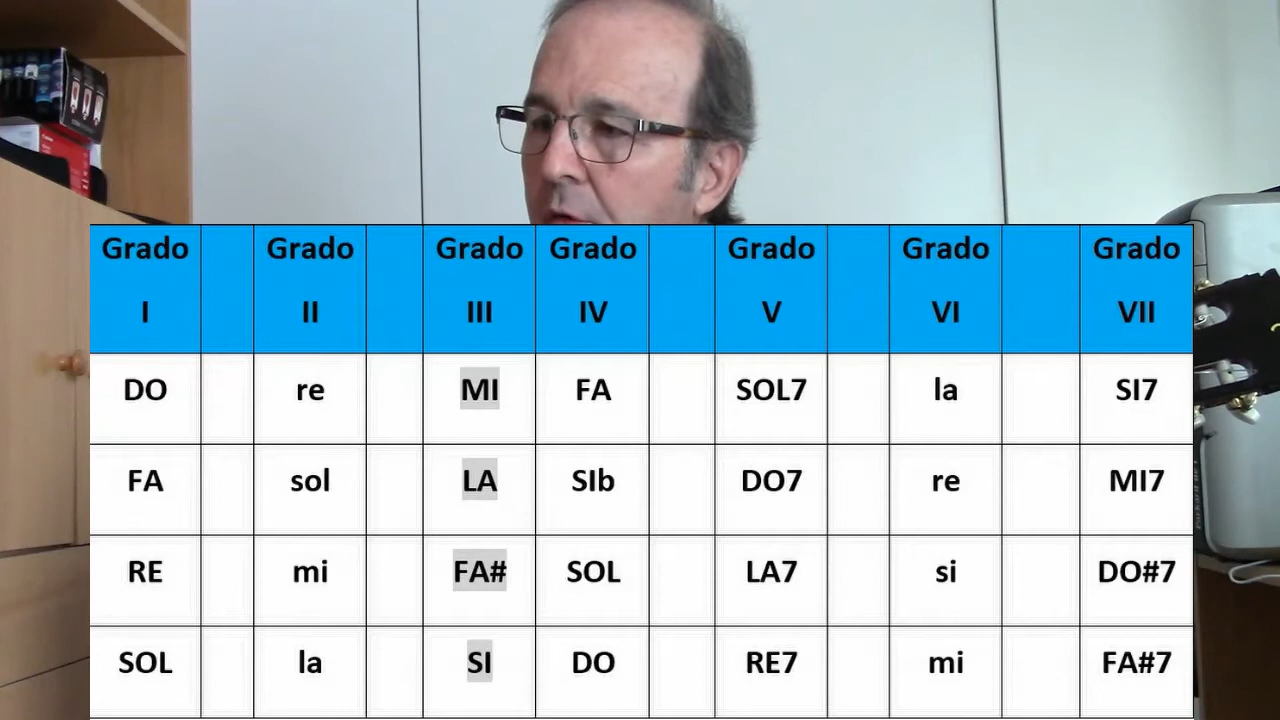 Grado Grado Grado Grado Grado Grado Grado
I II III IV V VI VII
DO re MI FA SOL7 la SI7
FA sol LA SIb DO7 re MI7
RE mi FA# SOL LA7 si DO#7
SOL la SI DO RE7 mi FA#7